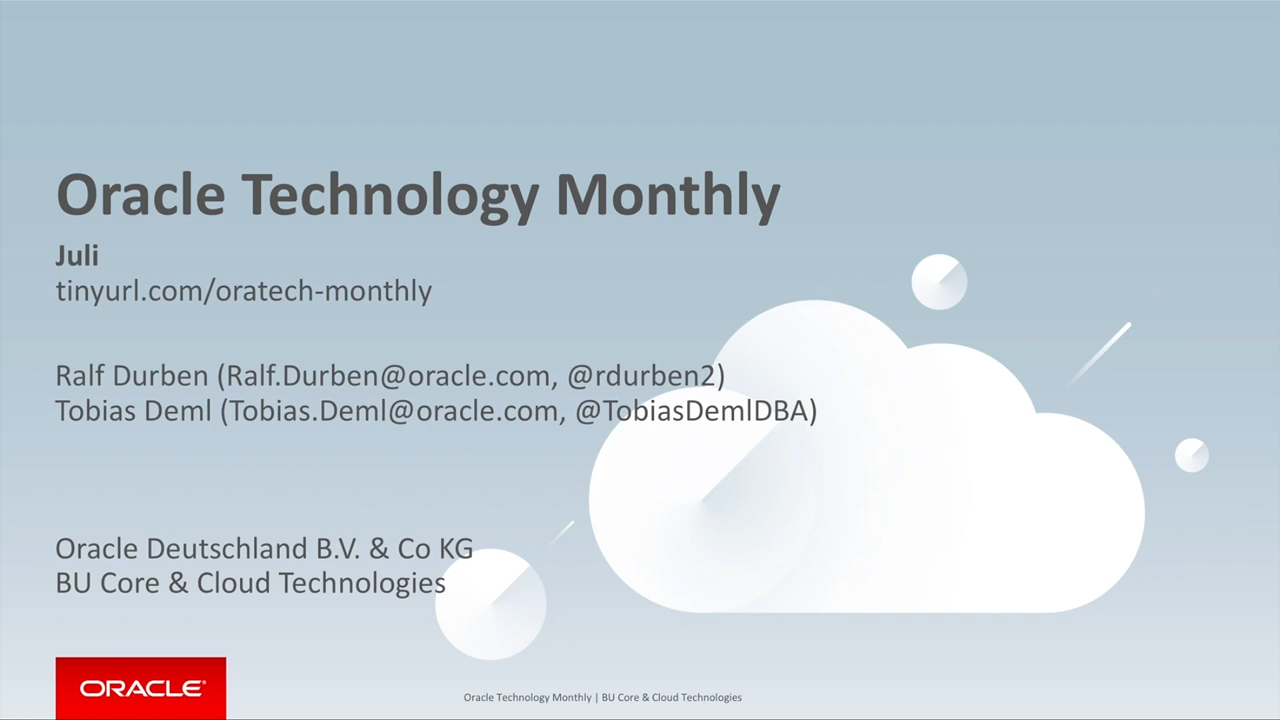 Oracle Technology Monthly
Juli
tinyurl.com/oratech-monthly
Ralf Durben (Ralf.Durben@oracle.com, @rdurben2)
Tobias Deml (Tobias.Deml@oracle.com, @TobiasDemlDBA)
Oracle Deutschland B.V. & Co KG
BU Core & Cloud Technologies
ORACLE®
Oracle Technology Monthly | BU Core & Cloud Technologies